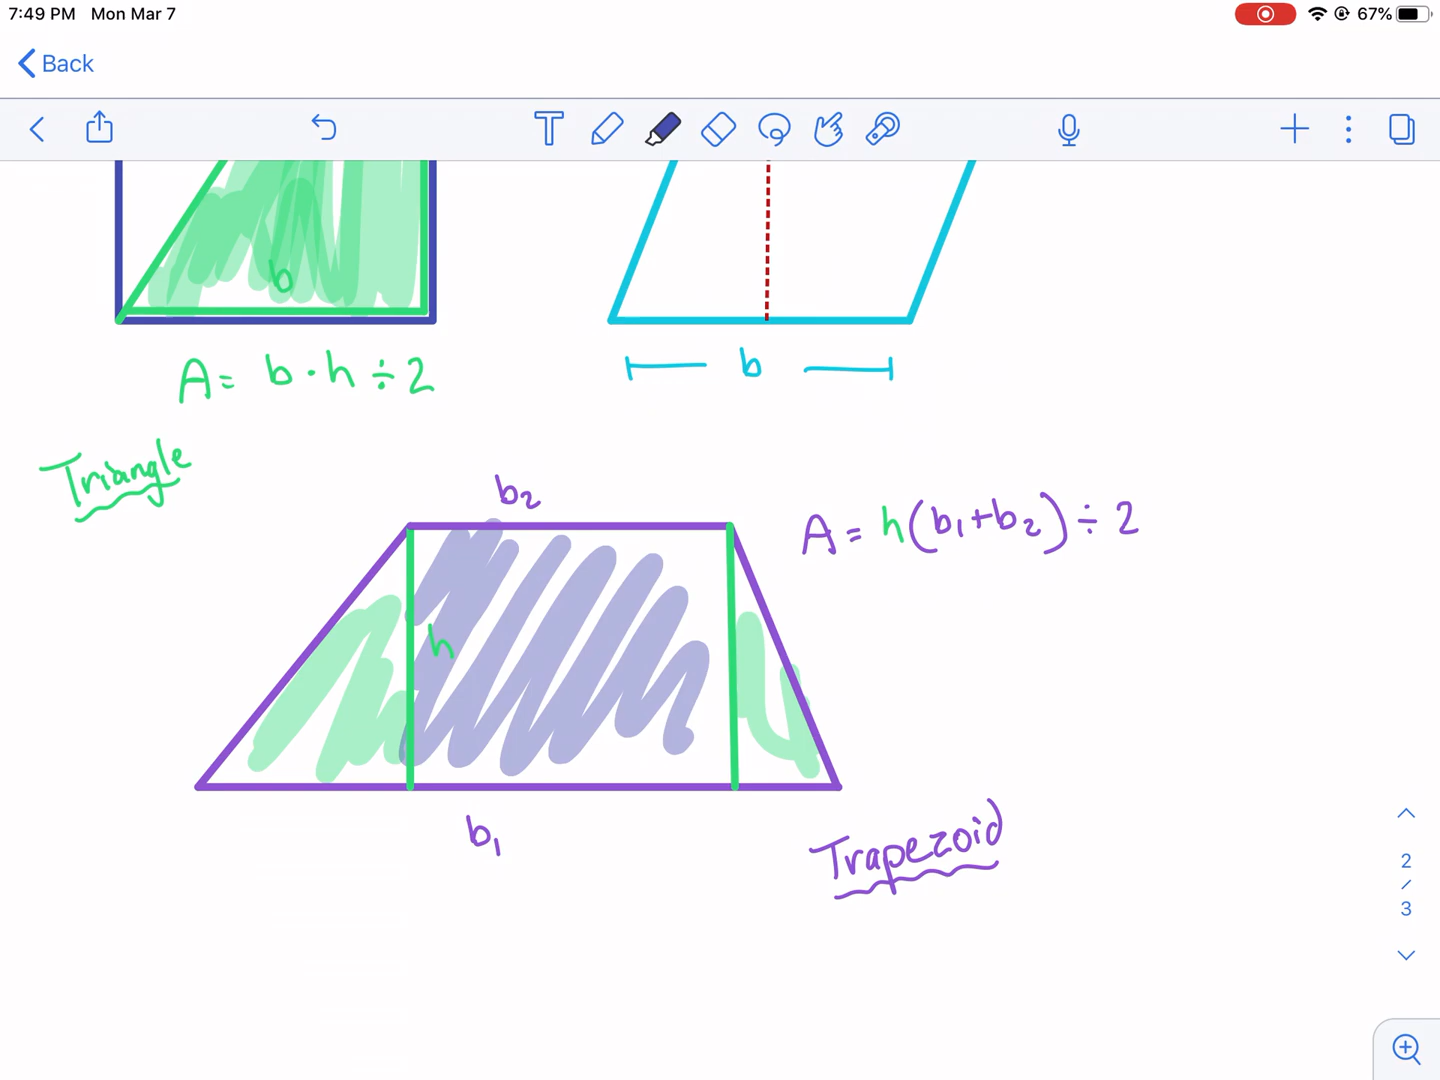 7:49 PM Mon Mar 7
67%
Back
T
b
A= b·h÷2
b
Triangle
b₂
A = h(b₁+b₂)÷2
h
b₁
Trapezoid
2
/
3